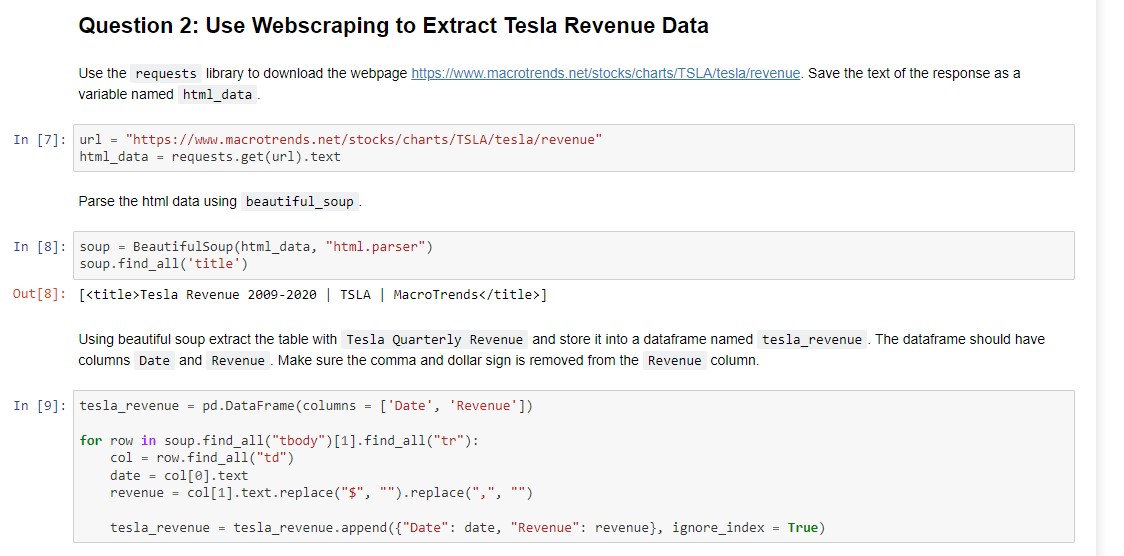 Question 2: Use Webscraping to Extract Tesla Revenue Data
Use the requests library to download the webpage https://www.macrotrends.net/stocks/charts/TSLA/tesla/revenue. Save the text of the response as a
variable named html_data .
In [7]: url = "https://www.macrotrends.net/stocks/charts/TSLA/tesla/revenue"
html_data = requests.get(url).text
Parse the html data using beautiful_soup .
In [8]: soup = BeautifulSoup(html_data, "html.parser")
soup.find_all('title')
Out[8]: [<title>Tesla Revenue 2009-2020 | TSLA | MacroTrends</title>]
Using beautiful soup extract the table with Tesla Quarterly Revenue and store it into a dataframe named tesla_revenue . The dataframe should have
columns Date and Revenue . Make sure the comma and dollar sign is removed from the Revenue column.
In [9]: tesla_revenue = pd.DataFrame(columns = ['Date', 'Revenue'])
for row in soup.find_all("tbody")[1].find_all("tr"):
    col = row.find_all("td")
    date = col[0].text
    revenue = col[1].text.replace("$", "").replace(",", "")
    tesla_revenue = tesla_revenue.append({"Date": date, "Revenue": revenue}, ignore_index = True)